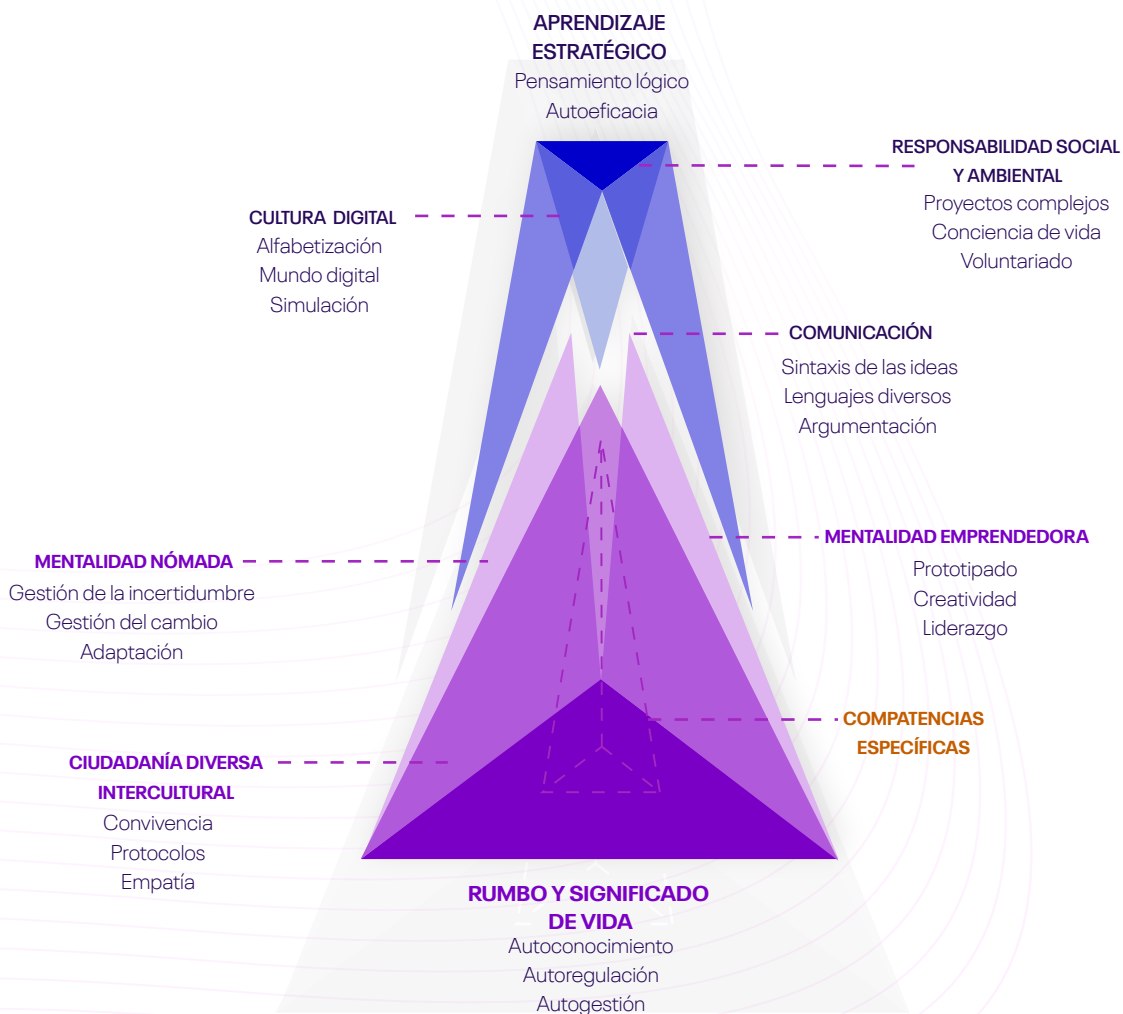 APRENDIZAJE
ESTRATÉGICO
Pensamiento lógico
Autoeficacia
RESPONSABILIDAD SOCIAL
Y AMBIENTAL
Proyectos complejos
Conciencia de vida
Voluntariado
CULTURA DIGITAL
Alfabetización
Mundo digital
Simulación
COMUNICACIÓN
Sintaxis de las ideas
Lenguajes diversos
Argumentación
MENTALIDAD NÓMADA
Gestión de la incertidumbre
Gestión del cambio
Adaptación
MENTALIDAD EMPRENDEDORA
Prototipado
Creatividad
Liderazgo
COMPATENCIAS
ESPECÍFICAS
CIUDADANÍA DIVERSA
INTERCULTURAL
Convivencia
Protocolos
Empatía
RUMBO Y SIGNIFICADO
DE VIDA
Autoconocimiento
Autoregulación
Autogestión